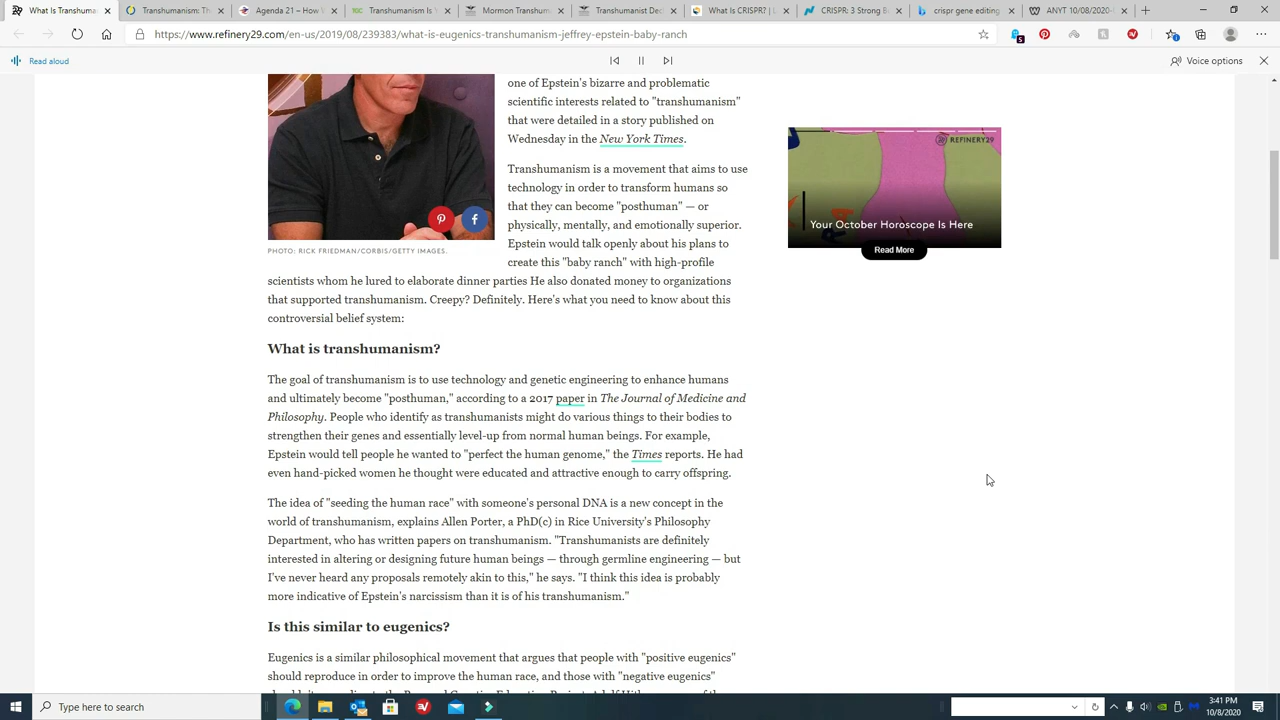 What Is Transhuma
Transhumanism: Th
Agenda 21 – How W
Transhumanism Is
Mormon Transhum
Transhumanist Dec
What is CRISPR? | L
CRISPR: 3 Strong B
crispr gene editing
ANYT 10/08/2020-
https://www.refinery29.com/en-us/2019/08/239383/what-is-eugenics-transhumanism-jeffrey-epstein-baby-ranch
Read aloud
Voice options
one of Epstein's bizarre and problematic
scientific interests related to "transhumanism"
that were detailed in a story published on
Wednesday in the New York Times.
Transhumanism is a movement that aims to use
technology in order to transform humans so
that they can become "posthuman" — or
physically, mentally, and emotionally superior.
Epstein would talk openly about his plans to
create this "baby ranch" with high-profile
PHOTO: RICK FRIEDMAN/CORBIS/GETTY IMAGES.
scientists whom he lured to elaborate dinner parties He also donated money to organizations
that supported transhumanism. Creepy? Definitely. Here's what you need to know about this
controversial belief system:
What is transhumanism?
The goal of transhumanism is to use technology and genetic engineering to enhance humans
and ultimately become "posthuman," according to a 2017 paper in The Journal of Medicine and
Philosophy. People who identify as transhumanists might do various things to their bodies to
strengthen their genes and essentially level-up from normal human beings. For example,
Epstein would tell people he wanted to "perfect the human genome," the Times reports. He had
even hand-picked women he thought were educated and attractive enough to carry offspring.
The idea of "seeding the human race" with someone's personal DNA is a new concept in the
world of transhumanism, explains Allen Porter, a PhD(c) in Rice University's Philosophy
Department, who has written papers on transhumanism. "Transhumanists are definitely
interested in altering or designing future human beings — through germline engineering — but
I've never heard any proposals remotely akin to this," he says. "I think this idea is probably
more indicative of Epstein's narcissism than it is of his transhumanism."
Is this similar to eugenics?
Eugenics is a similar philosophical movement that argues that people with "positive eugenics"
should reproduce in order to improve the human race, and those with "negative eugenics"
REFINERY29
Your October Horoscope Is Here
Read More
Type here to search
3:41 PM
10/8/2020